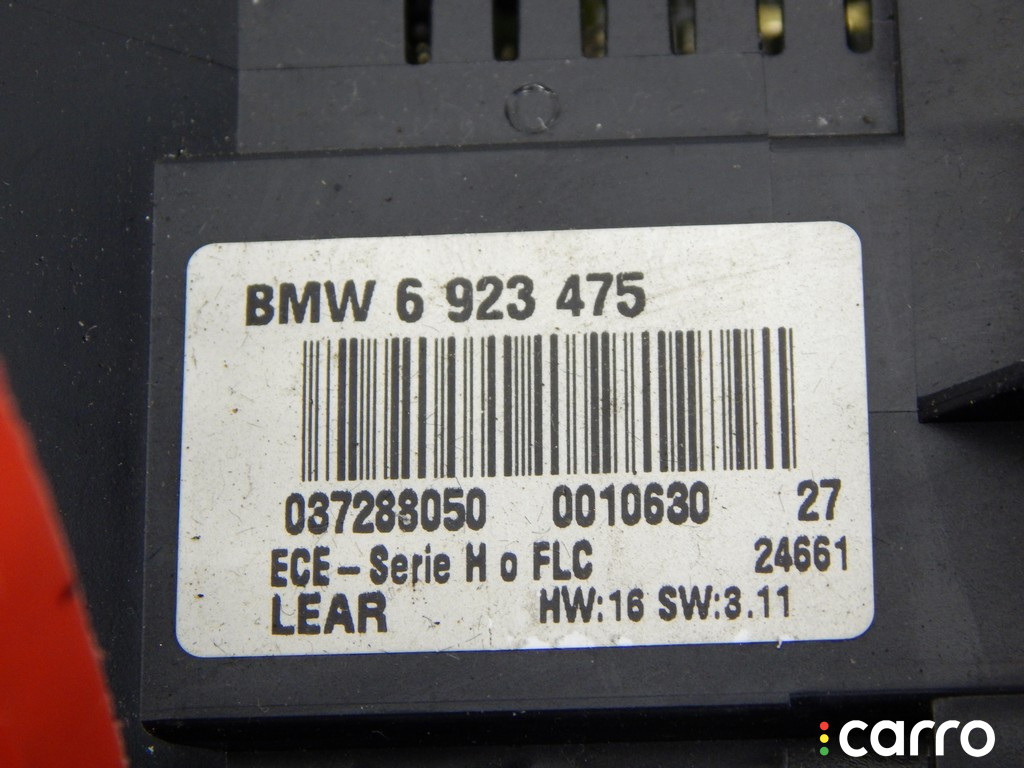 BMW 6 923 475
037288050 0010630 27
ECE-Serie H o FLC 24661
LEAR HW:16 SW:3.11
carro